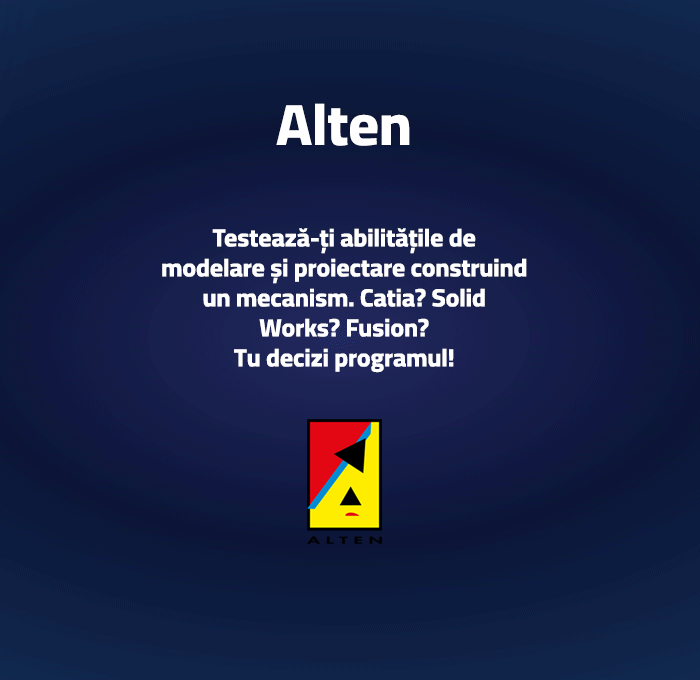 Alten
Testează-ți abilitățile de
modelare și proiectare construind
un mecanism. Catia? Solid
Works? Fusion?
Tu decizi programul!
ALTEN